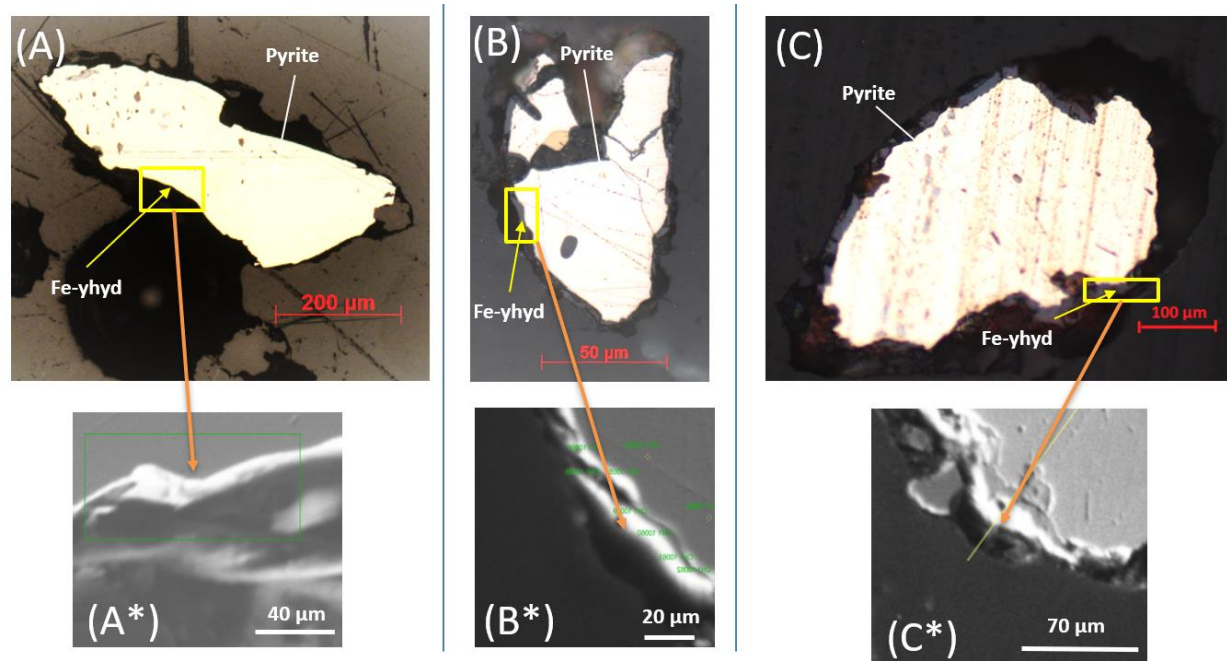 (A)
Pyrite
Fe-yhyd
200 µm
(B)
Pyrite
Fe-yhyd
50 µm
(C)
Pyrite
Fe-yhyd
100 µm
(A*)
40 µm
(B*)
20 µm
(C*)
70 µm